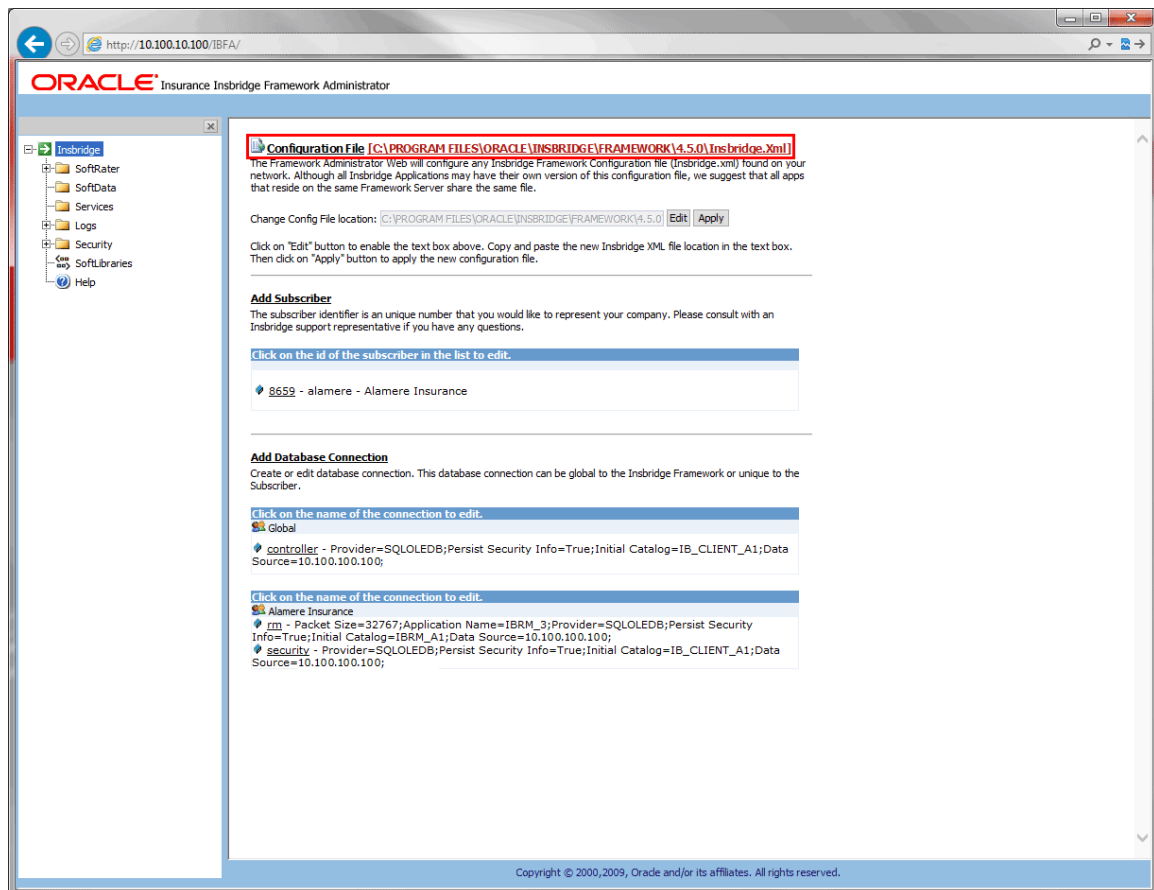 http://10.100.10.100/IBFA/
ORACLE Insurance Insbridge Framework Administrator
Insbridge
SoftRater
SoftData
Services
Logs
Security
SoftLibraries
Help
Configuration File [C:\PROGRAM FILES\ORACLE\INSBRIDGE\FRAMEWORK\4.5.0\Insbridge.Xml]
The Framework Administrator Web will configure any Insbridge Framework Configuration file (Insbridge.xml) found on your
network. Although all Insbridge Applications may have their own version of this configuration file, we suggest that all apps
that reside on the same Framework Server share the same file.
Change Config File location: C:\PROGRAM FILES\ORACLE\INSBRIDGE\FRAMEWORK\4.5.0 Edit Apply
Click on "Edit" button to enable the text box above. Copy and paste the new Insbridge XML file location in the text box.
Then click on "Apply" button to apply the new configuration file.
Add Subscriber
The subscriber identifier is an unique number that you would like to represent your company. Please consult with an
Insbridge support representative if you have any questions.
Click on the id of the subscriber in the list to edit.
8659 - alamere - Alamere Insurance
Add Database Connection
Create or edit database connection. This database connection can be global to the Insbridge Framework or unique to the
Subscriber.
Click on the name of the connection to edit.
Global
controller - Provider=SQLOLEDB;Persist Security Info=True;Initial Catalog=IB_CLIENT_A1;Data
Source=10.100.100.100;
Click on the name of the connection to edit.
Alamere Insurance
rm - Packet Size=32767;Application Name=IBRM_3;Provider=SQLOLEDB;Persist Security
Info=True;Initial Catalog=IBRM_A1;Data Source=10.100.100.100;
security - Provider=SQLOLEDB;Persist Security Info=True;Initial Catalog=IB_CLIENT_A1;Data
Source=10.100.100.100;
Copyright © 2000,2009, Oracle and/or its affiliates. All rights reserved.